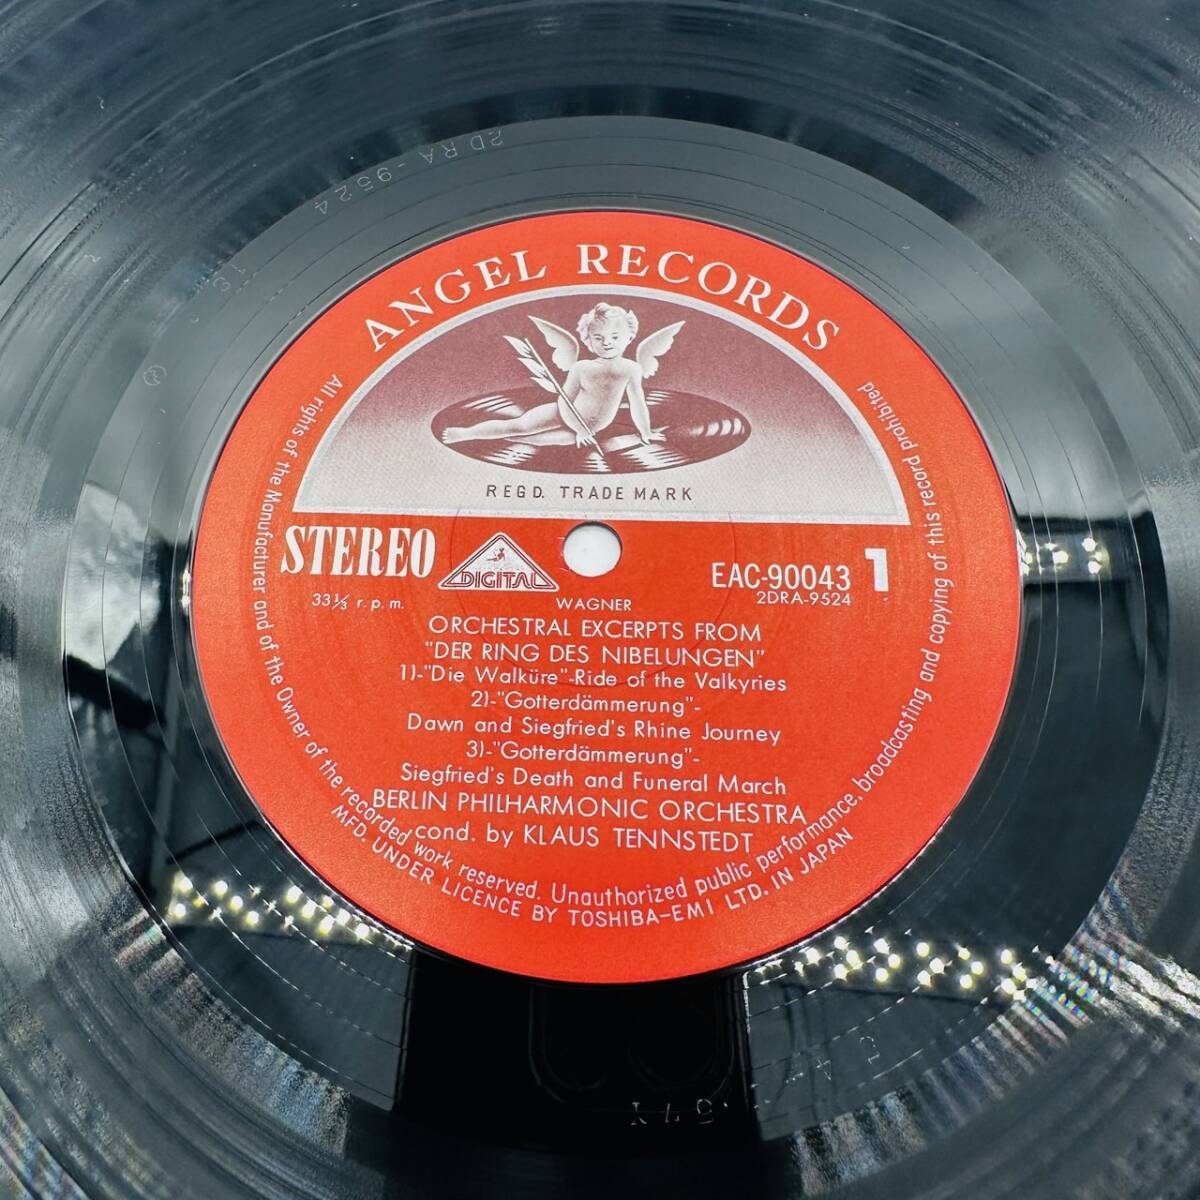 ANGEL RECORDS
REGD. TRADE MARK
STEREO
DIGITAL
33⅓ r.p.m.
EAC-90043 1
2DRA-9524
WAGNER
ORCHESTRAL EXCERPTS FROM
"DER RING DES NIBELUNGEN"
1)-"Die Walküre"-Ride of the Valkyries
2)-"Gotterdämmerung"-
Dawn and Siegfried's Rhine Journey
3)-"Gotterdämmerung"-
Siegfried's Death and Funeral March
BERLIN PHILHARMONIC ORCHESTRA
cond. by KLAUS TENNSTEDT
All rights of the Manufacturer and of the Owner of the recorded work reserved. Unauthorized public performance, broadcasting and copying of this record prohibited
MFD. UNDER LICENCE BY TOSHIBA-EMI LTD. IN JAPAN
2DRA-9524